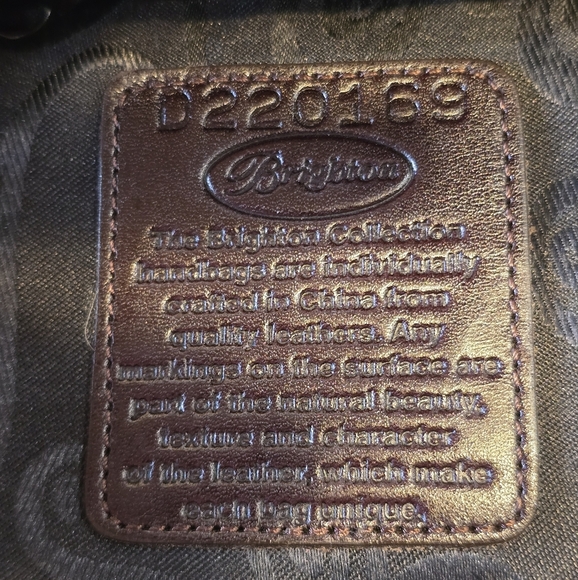 D220169
Brighton
The Brighton Collection
handbags are individually
crafted in China from
quality leathers. Any
markings on the surface are
part of the natural beauty,
texture and character
of the leather, which make
each bag unique.